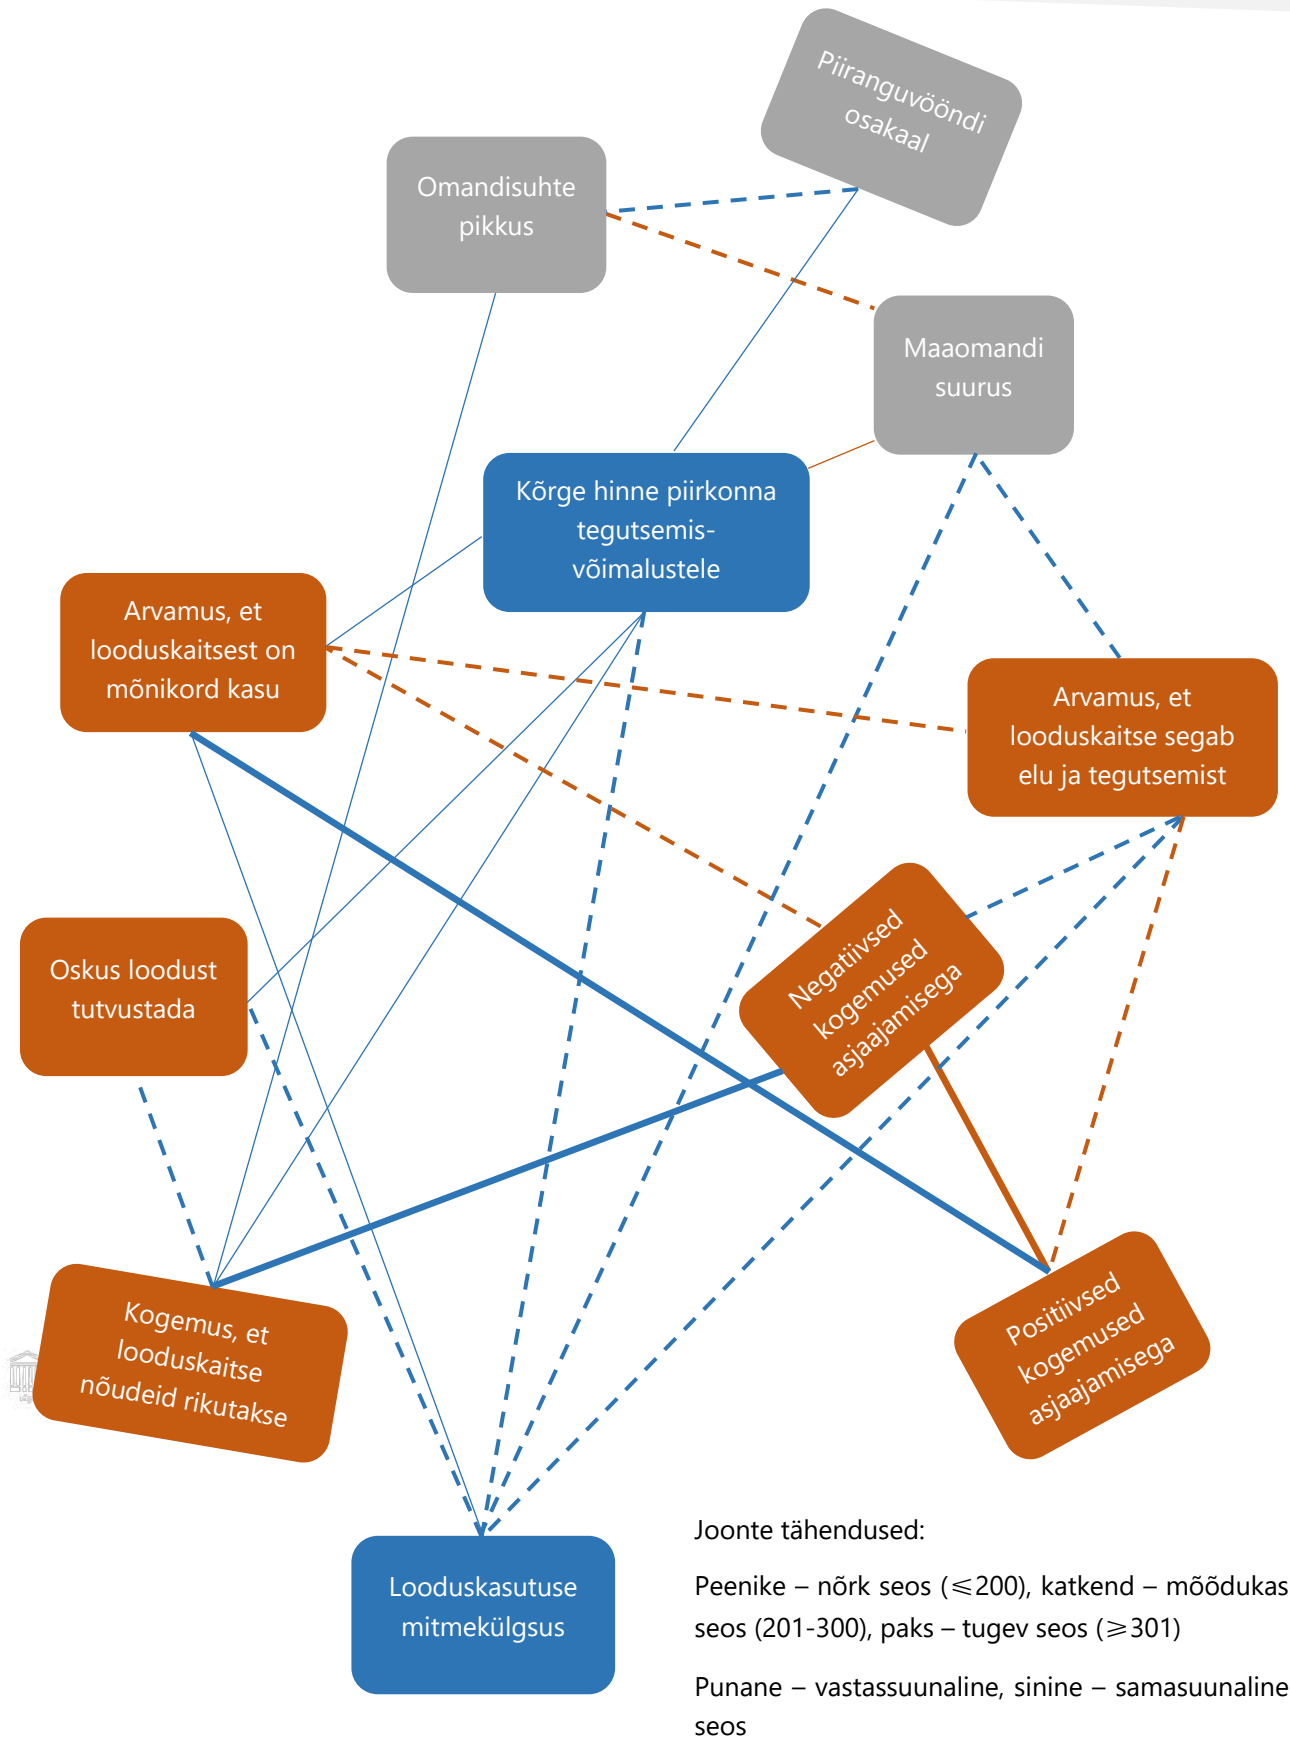 Piiranguvööndi
osakaal
Omandisuhte
pikkus
Maaomandi
suurus
Kõrge hinne piirkonna
tegutsemis-
võimalustele
Arvamus, et
looduskaitsest on
mõnikord kasu
Arvamus, et
looduskaitse segab
elu ja tegutsemist
Negatiivsed
kogemused
asjaajamisega
Oskus loodust
tutvustada
Kogemus, et
looduskaitse
nõudeid rikutakse
Positiivsed
kogemused
asjaajamisega
Looduskasutuse
mitmekülgsus
Joonte tähendused:
Peenike – nõrk seos (≤200), katkend – mõõdukas
seos (201-300), paks – tugev seos (≥301)
Punane – vastassuunaline, sinine – samasuunaline
seos